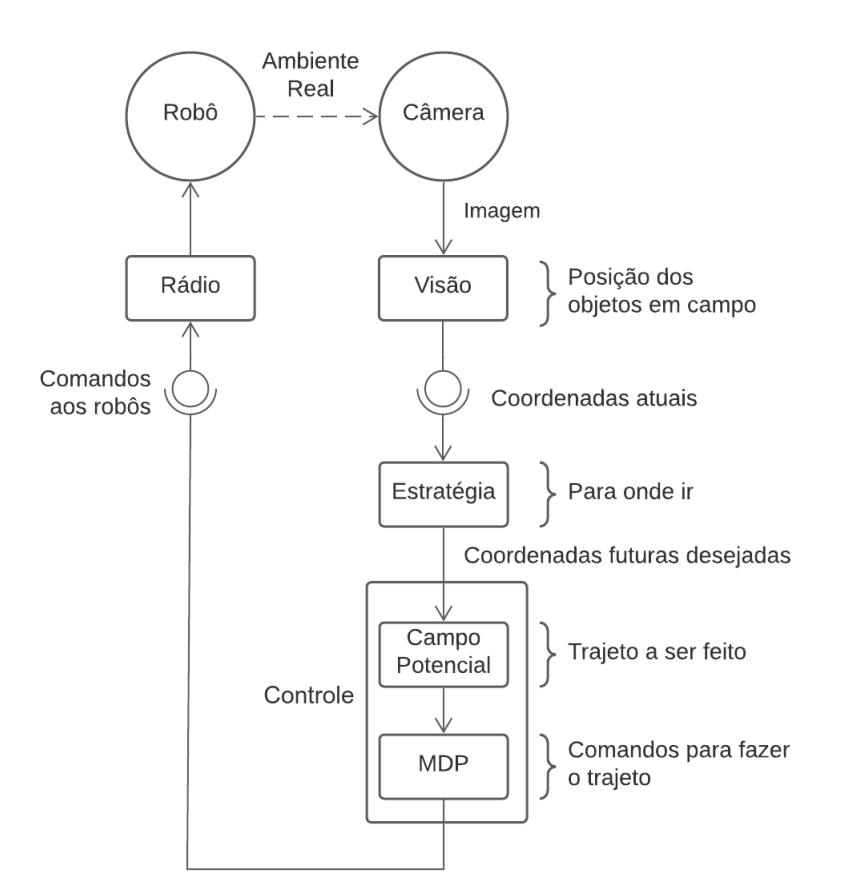 Ambiente
Real
Robô
Câmera
Imagem
Rádio
Visão
Posição dos
objetos em campo
Comandos
aos robôs
Coordenadas atuais
Estratégia
Para onde ir
Coordenadas futuras desejadas
Campo
Potencial
Trajeto a ser feito
Controle
MDP
Comandos para fazer
o trajeto